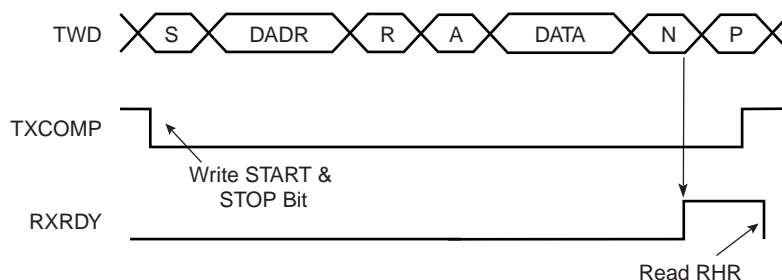 TWD S DADR R A DATA N P
TXCOMP
Write START &
STOP Bit
RXRDY
Read RHR